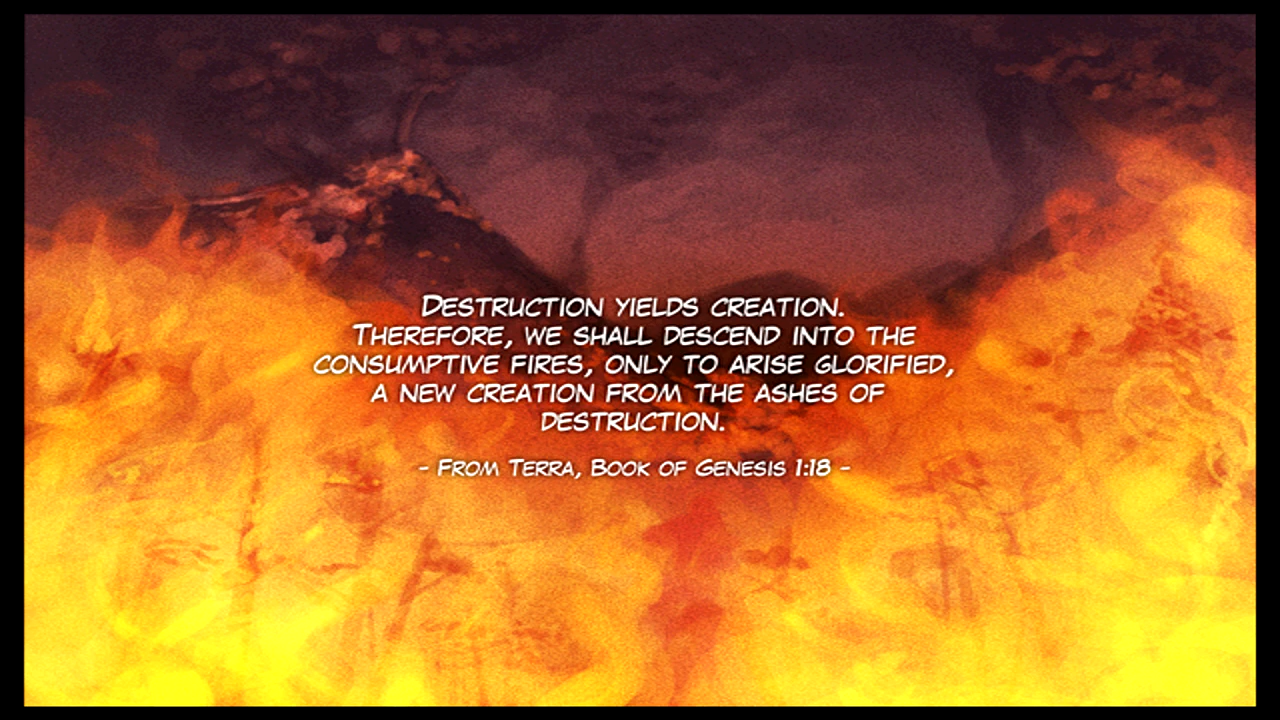 DESTRUCTION YIELDS CREATION.
THEREFORE, WE SHALL DESCEND INTO THE
CONSUMPTIVE FIRES, ONLY TO ARISE GLORIFIED,
A NEW CREATION FROM THE ASHES OF
DESTRUCTION.
- FROM TERRA, BOOK OF GENESIS 1:18 -